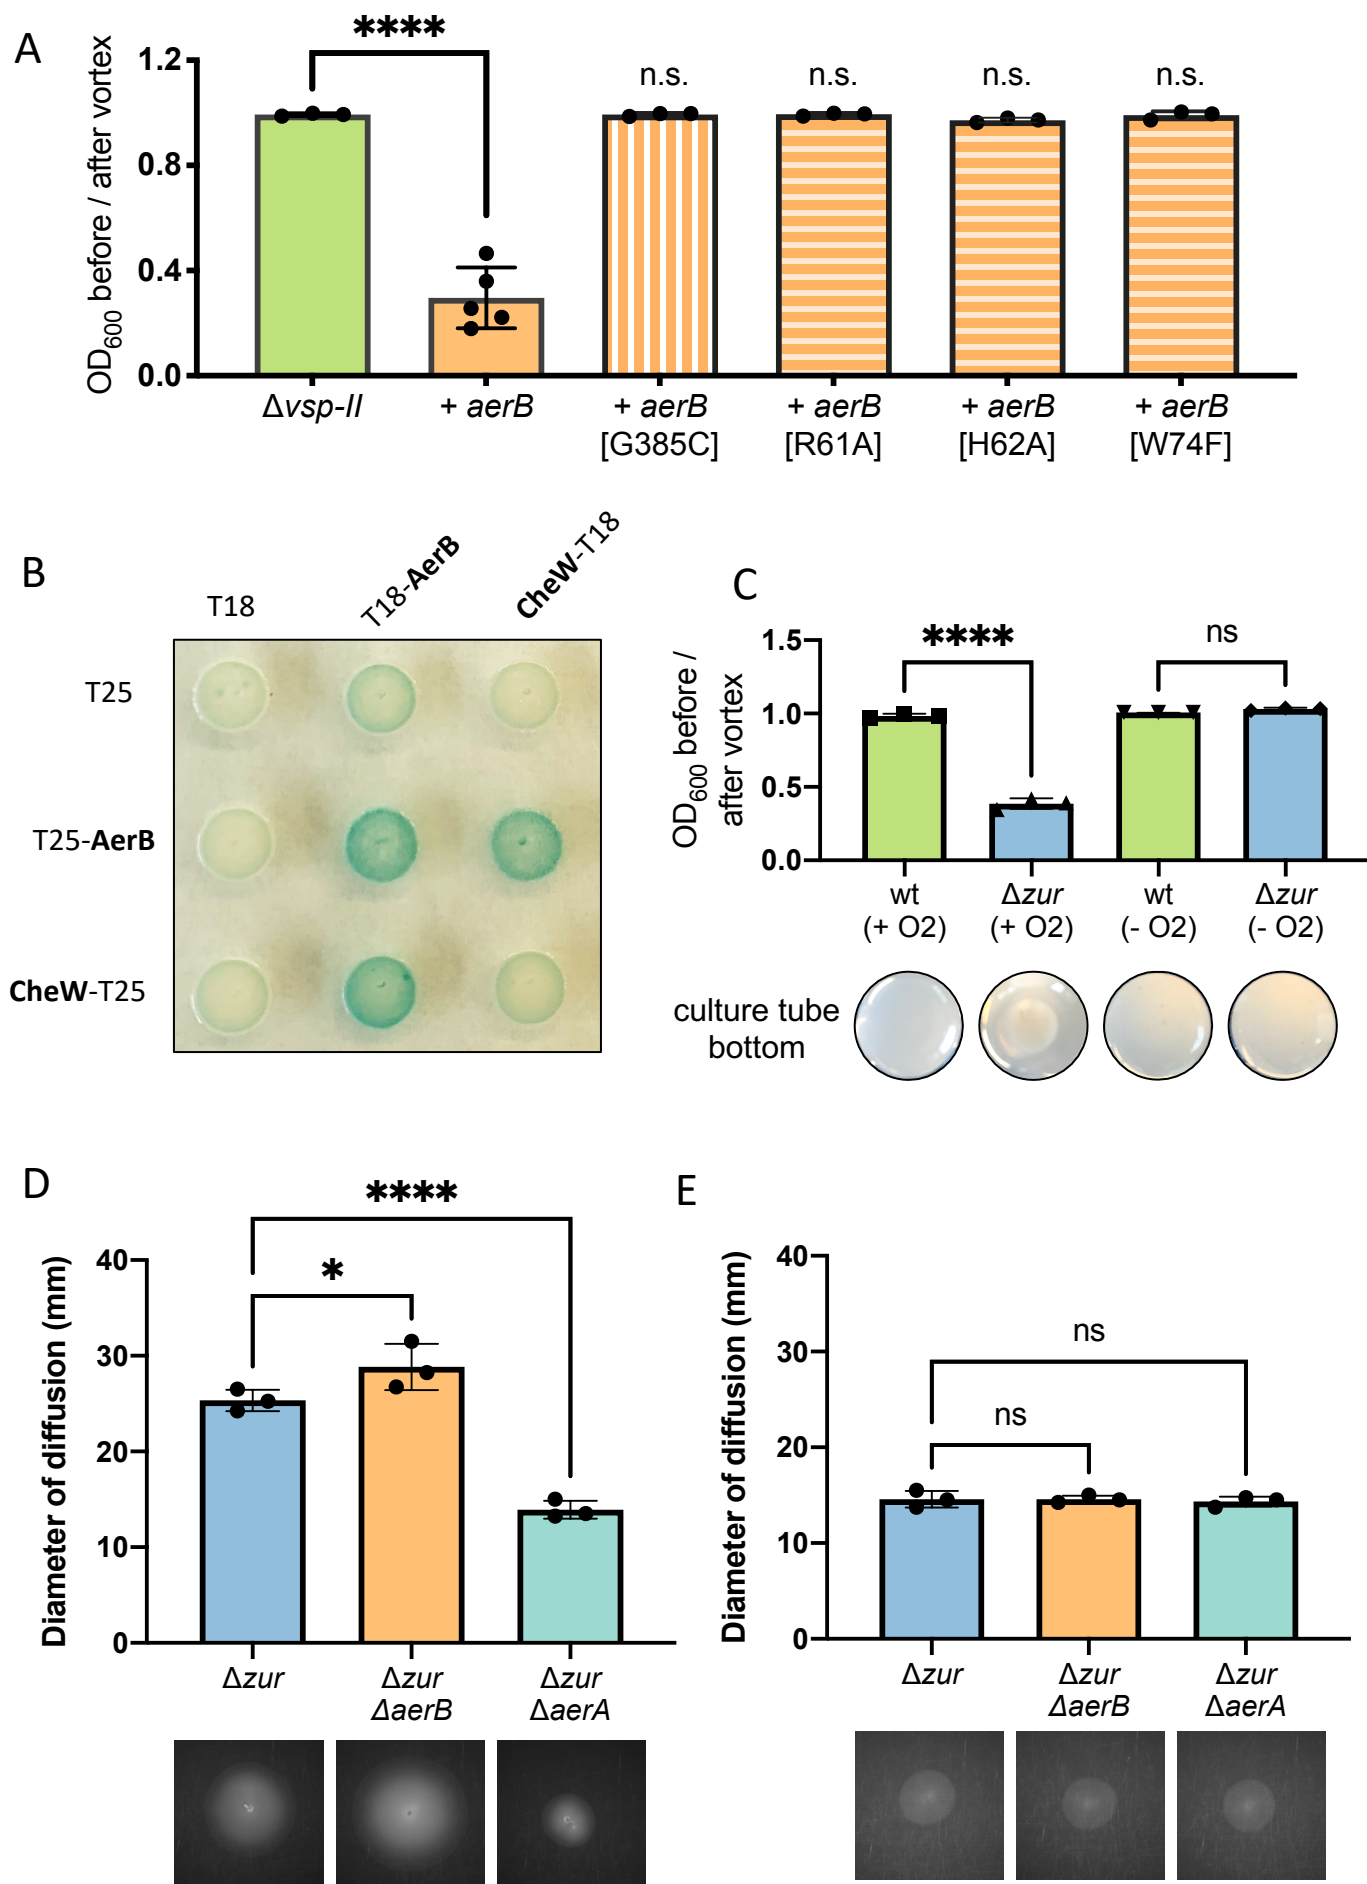 A
OD600 before / after vortex
1.2
0.8
0.4
0.0
****
n.s.
n.s.
n.s.
n.s.
Δvsp-II
+ aerB
+ aerB
[G385C]
+ aerB
[R61A]
+ aerB
[H62A]
+ aerB
[W74F]
B
T18
T18-AerB
CheW-T18
T25
T25-AerB
CheW-T25
C
OD600 before /
after vortex
1.5
1.0
0.5
0.0
****
ns
wt
(+ O2)
Δzur
(+ O2)
wt
(- O2)
Δzur
(- O2)
culture tube
bottom
D
Diameter of diffusion (mm)
40
30
20
10
0
****
*
Δzur
Δzur
ΔaerB
Δzur
ΔaerA
E
Diameter of diffusion (mm)
40
30
20
10
0
ns
ns
Δzur
Δzur
ΔaerB
Δzur
ΔaerA